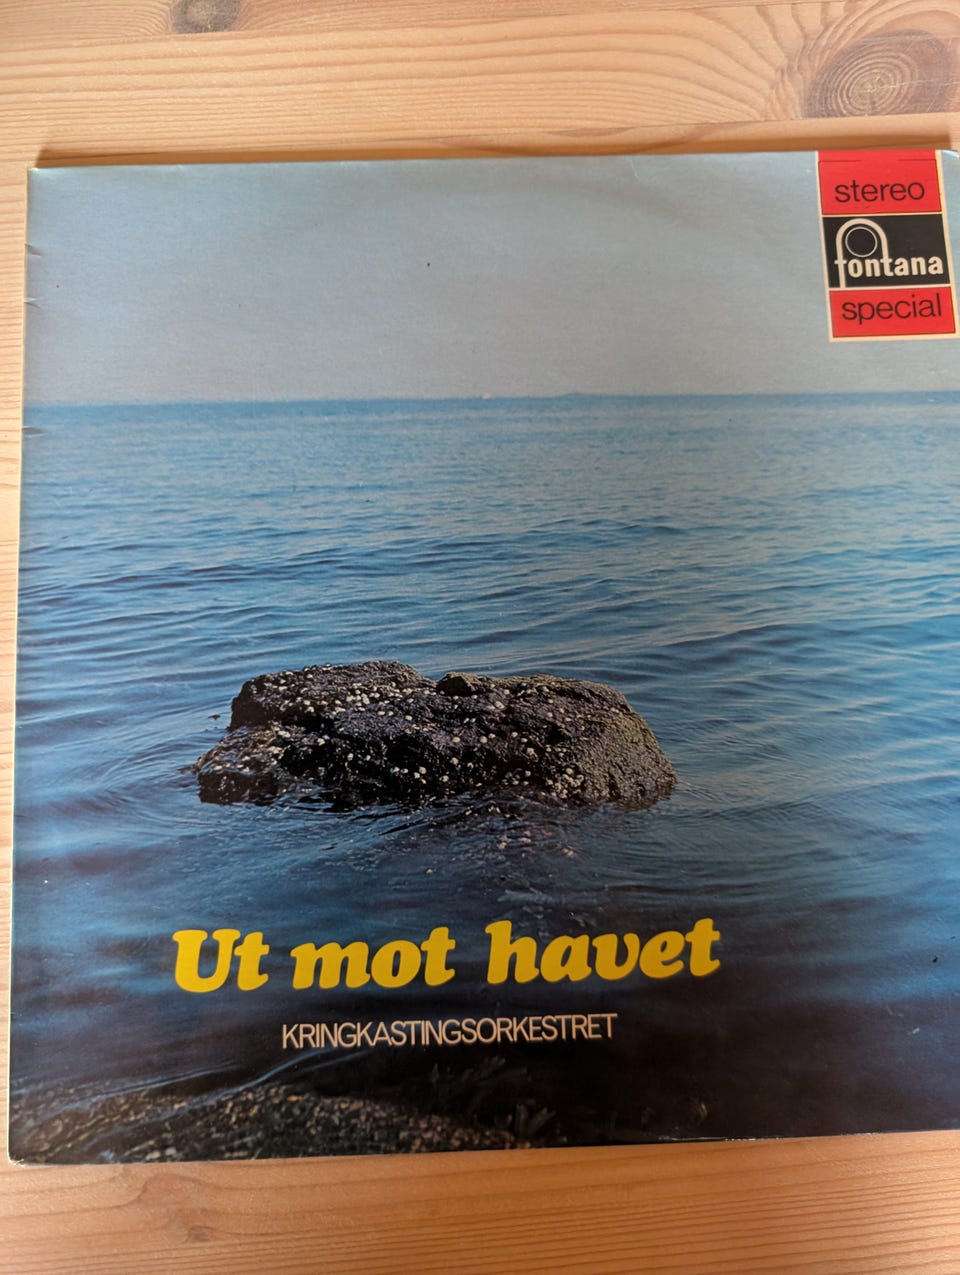 stereo
fontana
special
Ut mot havet
KRINGKASTINGSORKESTRET